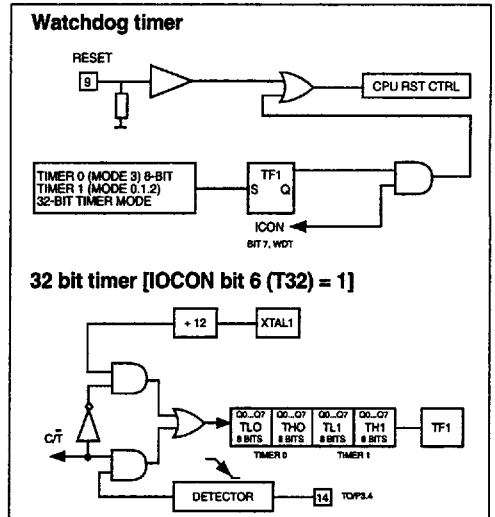 Watchdog timer
RESET
9
CPU RST CTRL
TIMER 0 (MODE 3) 8-BIT
TIMER 1 (MODE 0.1.2)
32-BIT TIMER MODE
TF1
S Q
ICON
BIT 7, WDT
32 bit timer [IOCON bit 6 (T32) = 1]
÷ 12
XTAL1
C/T̅
Q0...Q7 Q0...Q7 Q0...Q7 Q0...Q7
TLO THO TL1 TH1
8 BITS 8 BITS 8 BITS 8 BITS
TF1
TIMER 0 TIMER 1
DETECTOR
14
TO/P3.4